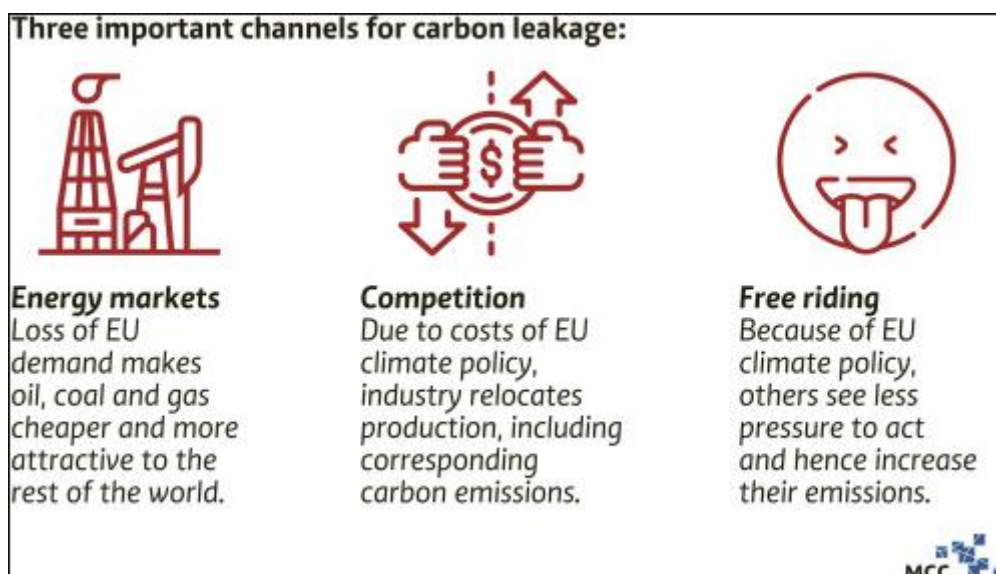 Three important channels for carbon leakage:
$
Energy markets
Loss of EU
demand makes
oil, coal and gas
cheaper and more
attractive to the
rest of the world.
Competition
Due to costs of EU
climate policy,
industry relocates
production, including
corresponding
carbon emissions.
Free riding
Because of EU
climate policy,
others see less
pressure to act
and hence increase
their emissions.
MCC